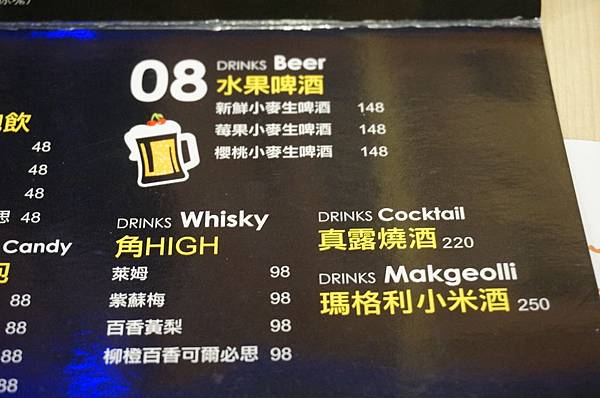 08 DRINKS Beer
水果啤酒
新鮮小麥生啤酒 148
莓果小麥生啤酒 148
櫻桃小麥生啤酒 148
飲
48
48
48
思 48
Candy
88
88
88
88
DRINKS Whisky
角HIGH
萊姆 98
紫蘇梅 98
百香黃梨 98
柳橙百香可爾必思 98
DRINKS Cocktail
真露燒酒 220
DRINKS Makgeolli
瑪格利小米酒 250